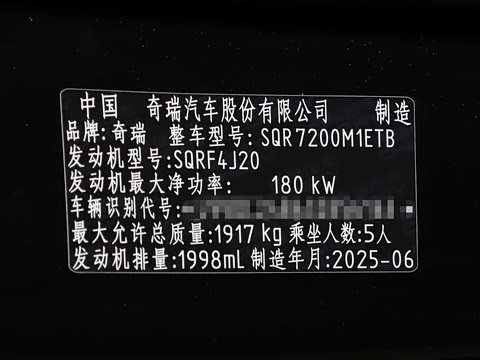 中国 奇瑞汽车股份有限公司 制造
品牌:奇瑞 整车型号:SQR7200M1ETB
发动机型号:SQRF4J20
发动机最大净功率: 180 kW
车辆识别代号:
最大允许总质量:1917 kg 乘坐人数:5人
发动机排量:1998mL 制造年月:2025-06